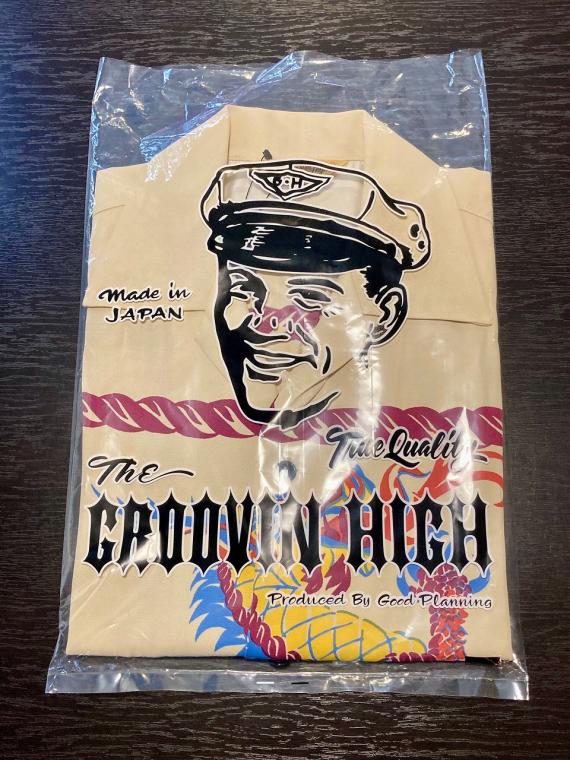 G-H
Made in
JAPAN
True Quality
The
GROOVIN HIGH
Produced By Good Planning